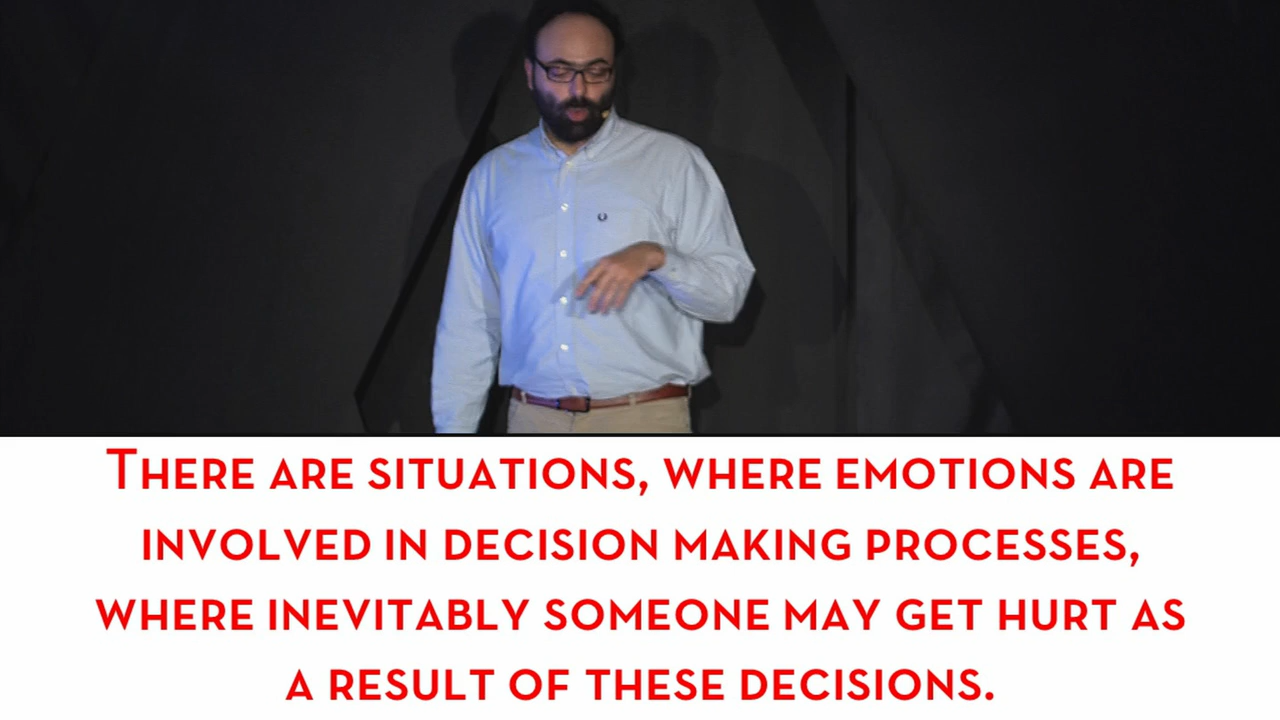 There are situations, where emotions are
involved in decision making processes,
where inevitably someone may get hurt as
a result of these decisions.